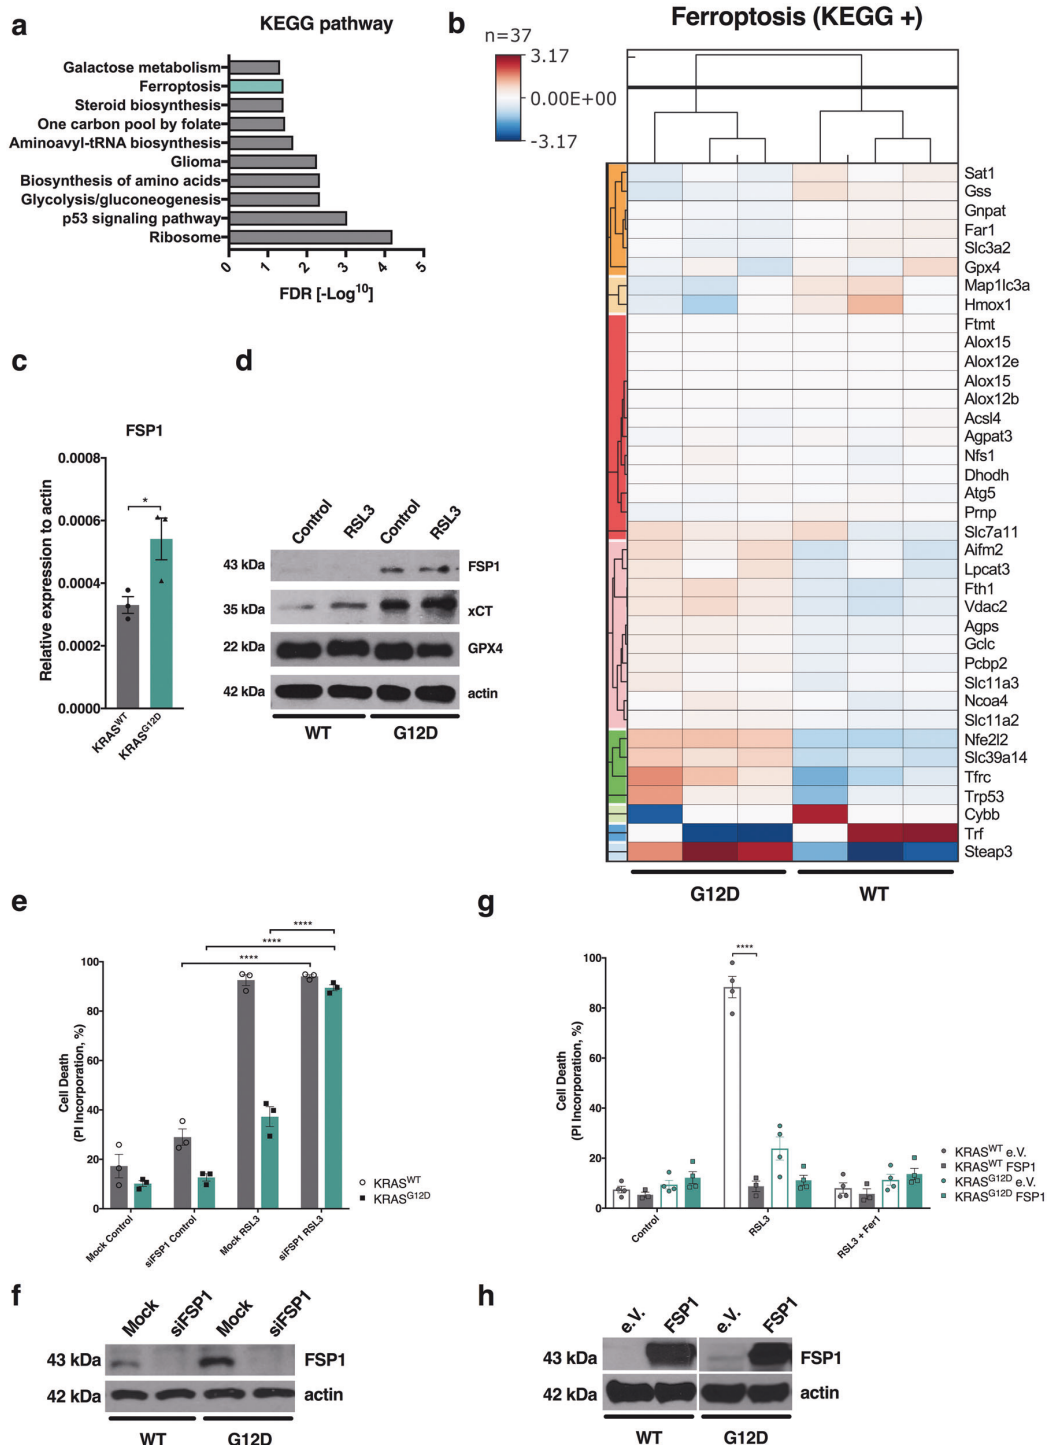 a
KEGG pathway
Galactose metabolism
Ferroptosis
Steroid biosynthesis
One carbon pool by folate
Aminoavyl-tRNA biosynthesis
Glioma
Biosynthesis of amino acids
Glycolysis/gluconeogenesis
p53 signaling pathway
Ribosome
0 1 2 3 4 5
FDR [-Log10]
b
Ferroptosis (KEGG +)
n=37
3.17
0.00E+00
-3.17
Sat1
Gss
Gnpat
Far1
Slc3a2
Gpx4
Map1lc3a
Hmox1
Ftmt
Alox15
Alox12e
Alox15
Alox12b
Acsl4
Agpat3
Nfs1
Dhodh
Atg5
Prnp
Slc7a11
Aifm2
Lpcat3
Fth1
Vdac2
Agps
Gclc
Pcbp2
Slc11a3
Ncoa4
Slc11a2
Nfe2l2
Slc39a14
Tfrc
Trp53
Cybb
Trf
Steap3
G12D WT
c
FSP1
Relative expression to actin
0.0008
0.0006
0.0004
0.0002
0.0000
*
KRASWT
KRASG12D
d
Control RSL3 Control RSL3
43 kDa FSP1
35 kDa xCT
22 kDa GPX4
42 kDa actin
WT G12D
e
Cell Death
(PI Incorporation, %)
100
80
60
40
20
0
****
****
****
Mock Control
siFSP1 Control
Mock RSL3
siFSP1 RSL3
KRASWT
KRASG12D
f
Mock siFSP1 Mock siFSP1
43 kDa FSP1
42 kDa actin
WT G12D
g
Cell Death
(PI Incorporation, %)
100
80
60
40
20
0
****
Control
RSL3
RSL3 + Fer1
KRASWT e.V.
KRASWT FSP1
KRASG12D e.V.
KRASG12D FSP1
h
e.V. FSP1 e.V. FSP1
43 kDa FSP1
42 kDa actin
WT G12D